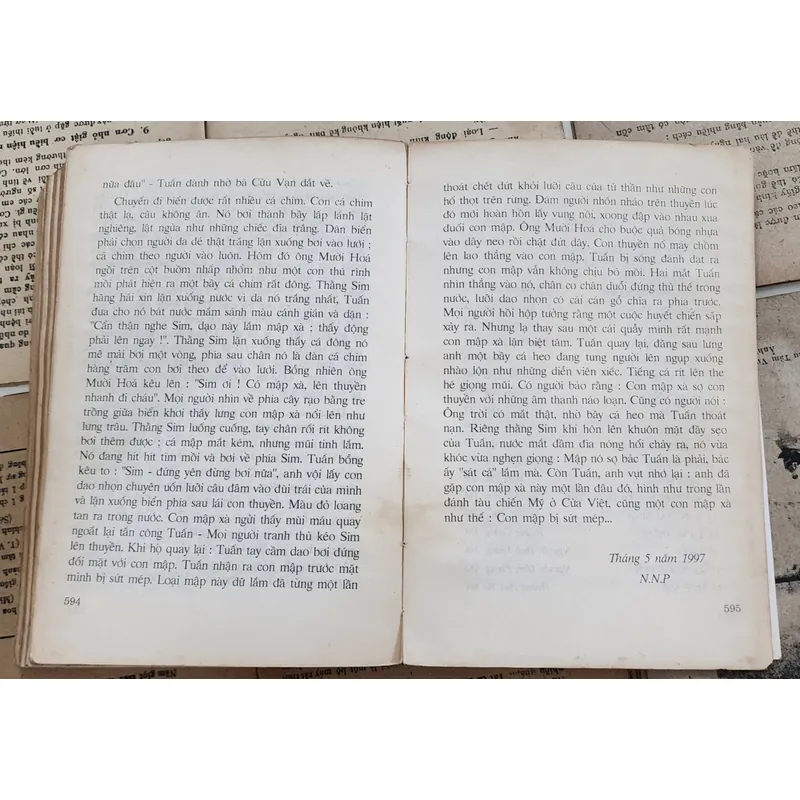 nữa đâu" - Tuấn đành nhờ bà Cửu Vạn dắt về.
Chuyến đi biển được rất nhiều cá chim. Con cá chim
thật lạ, câu không ăn. Nó bơi thành bầy lấp lánh lật
nghiêng, lật ngửa như những chiếc đĩa trắng. Dân biển
phải chọn người da dẻ thật trắng lặn xuống bơi vào lưới ;
cá chim theo người vào luôn. Hôm đó ông Mười Hoá
ngồi trên cột buồm nhấp nhổm như một con thú rình
mồi phát hiện ra một bầy cá chim rất đông. Thằng Sim
hăng hái xin lặn xuống nước vì da nó trắng nhất, Tuấn
đưa cho nó bát nước mắm sánh màu cánh gián và dặn :
"Cẩn thận nghe Sim, dạo này lắm mập xà ; thấy động
phải lên ngay !". Thằng Sim lặn xuống thấy cá đông nó
mê mải bơi một vòng, phía sau chân nó là đàn cá chim
hàng trăm con bơi theo để vào lưới. Bỗng nhiên ông
Mười Hoá kêu lên : "Sim ơi ! Có mập xà, lên thuyền
nhanh đi cháu". Mọi người nhìn về phía cây rạo bằng tre
trồng giữa biển khơi thấy lưng con mập xà nổi lên như
lưng trâu. Thằng Sim luống cuống, tay chân rối rít không
bơi thêm được ; cá mập mắt kém, nhưng mũi tinh lắm.
Nó đang hít hít tìm mồi và bơi về phía Sim. Tuấn bổng
kêu to : "Sim - đứng yên đừng bơi nữa", anh vội lấy con
dao nhọn chuyên uốn lưỡi câu đâm vào đùi trái của mình
và lặn xuống biển phía sau lái con thuyền. Màu đỏ loang
tan ra trong nước. Con mập xà ngửi thấy mùi máu quay
ngoắt lại tấn công Tuấn - Mọi người tranh thủ kéo Sim
lên thuyền. Khi họ quay lại : Tuấn tay cầm dao bơi đứng
đối mặt với con mập. Tuấn nhận ra con mập trước mặt
mình bị sứt mép. Loại mập này dữ lắm đã từng một lần
594
thoát chết dứt khỏi lưỡi câu của tử thần như những con
hổ thọt trên rừng. Đám người nhốn nháo trên thuyền lúc
đó mới hoàn hồn lấy vung nồi, xoong đập vào nhau xua
đuổi con mập. Ông Mười Hoá cho buộc quả bóng nhựa
vào dây neo rồi chặt đứt dây. Con thuyền nổ máy chồm
lên lao thẳng vào con mập. Tuấn bị sóng đánh dạt ra
nhưng con mập vẫn không chịu bỏ mồi. Hai mắt Tuấn
nhìn thẳng vào nó, chân co chân duỗi đứng thủ thế trong
nước, lưỡi dao nhọn có cái cán gỗ chìa ra phía trước.
Mọi người hồi hộp tưởng rằng một cuộc huyết chiến sắp
xảy ra. Nhưng lạ thay sau một cái quẫy mình rất mạnh
con mập xà lặn biệt tăm. Tuấn quay lại, đằng sau lưng
anh một bầy cá heo đang tung người lên ngụp xuống
nhào lộn như những diễn viên xiếc. Tiếng cá rít lên the
thé giọng mũi. Có người bảo rằng : Con mập xà sợ con
thuyền với những âm thanh náo loạn. Cũng có người nói :
Ông trời có mắt thật, nhờ bầy cá heo mà Tuấn thoát
nạn. Riêng thằng Sim khi hôn lên khuôn mặt đầy sẹo
của Tuấn, nước mắt dầm đìa nóng hổi chảy ra, nó vừa
khóc vừa nghẹn giọng : Mập nó sợ bác Tuấn là phải, bác
ấy "sát cá" lắm mà. Còn Tuấn, anh vụt nhớ lại : anh đã
gặp con mập xà này một lần đâu đó, hình như trong lần
đánh tàu chiến Mỹ ở Cửa Việt, cũng một con mập xà
như thế : Con mập bị sứt mép...
Tháng 5 năm 1997
N.N.P
595